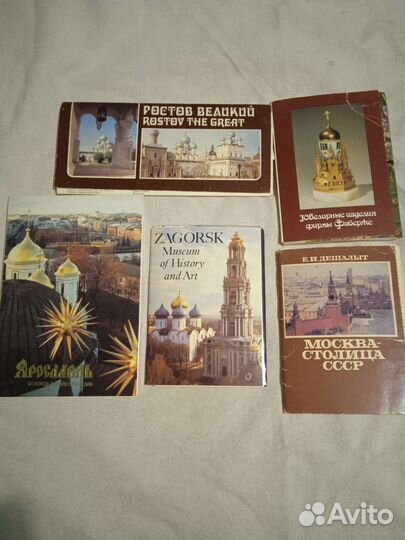 РОСТОВ ВЕЛИКИЙ
ROSTOV THE GREAT
Ювелирные изделия
фирмы Фаберже
ZAGORSK
Museum
of History
and Art
Ярославль
ЗОЛОТОЕ
Е.И. ДЕШАЛЫТ
МОСКВА-
СТОЛИЦА
СССР
Avito